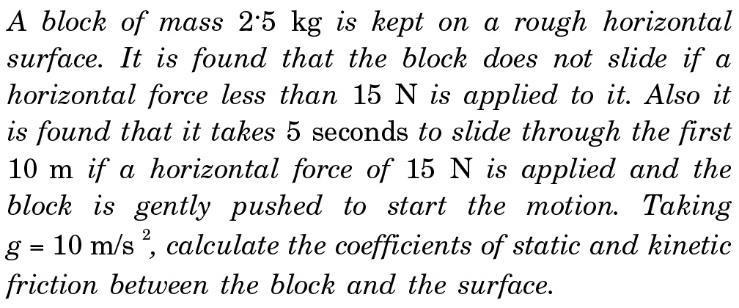 A block of mass 2·5 kg is kept on a rough horizontal
surface. It is found that the block does not slide if a
horizontal force less than 15 N is applied to it. Also it
is found that it takes 5 seconds to slide through the first
10 m if a horizontal force of 15 N is applied and the
block is gently pushed to start the motion. Taking
g = 10 m/s ², calculate the coefficients of static and kinetic
friction between the block and the surface.